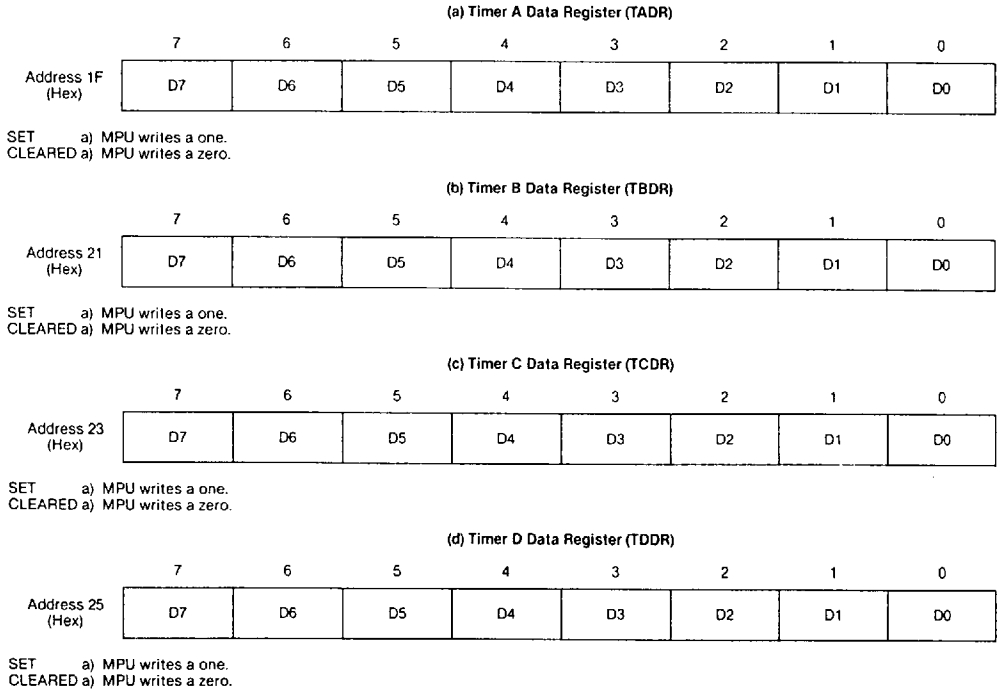 (a) Timer A Data Register (TADR)
7 6 5 4 3 2 1 0
Address 1F
(Hex)
D7 D6 D5 D4 D3 D2 D1 D0
SET a) MPU writes a one.
CLEARED a) MPU writes a zero.
(b) Timer B Data Register (TBDR)
7 6 5 4 3 2 1 0
Address 21
(Hex)
D7 D6 D5 D4 D3 D2 D1 D0
SET a) MPU writes a one.
CLEARED a) MPU writes a zero.
(c) Timer C Data Register (TCDR)
7 6 5 4 3 2 1 0
Address 23
(Hex)
D7 D6 D5 D4 D3 D2 D1 D0
SET a) MPU writes a one.
CLEARED a) MPU writes a zero.
(d) Timer D Data Register (TDDR)
7 6 5 4 3 2 1 0
Address 25
(Hex)
D7 D6 D5 D4 D3 D2 D1 D0
SET a) MPU writes a one.
CLEARED a) MPU writes a zero.